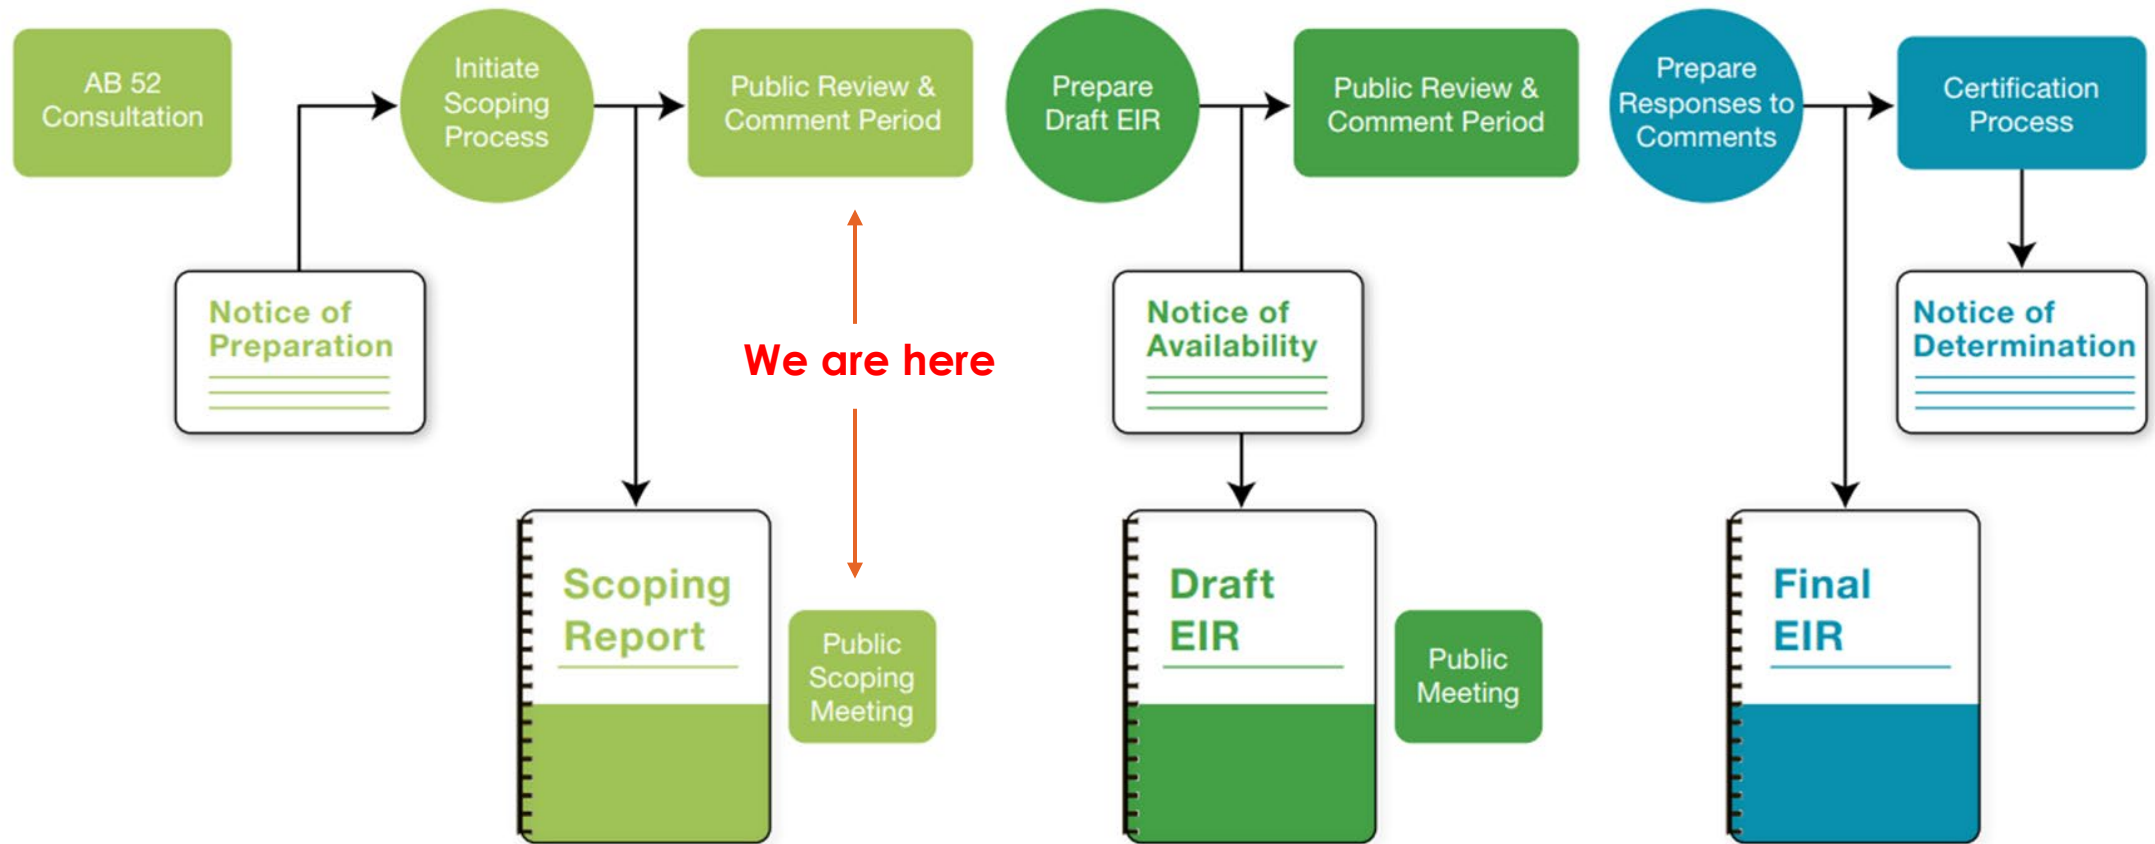 AB 52
Consultation
Initiate
Scoping
Process
Public Review &
Comment Period
Prepare
Draft EIR
Public Review &
Comment Period
Prepare
Responses to
Comments
Certification
Process
Notice of
Preparation
We are here
Notice of
Availability
Notice of
Determination
Scoping
Report
Public
Scoping
Meeting
Draft
EIR
Public
Meeting
Final
EIR